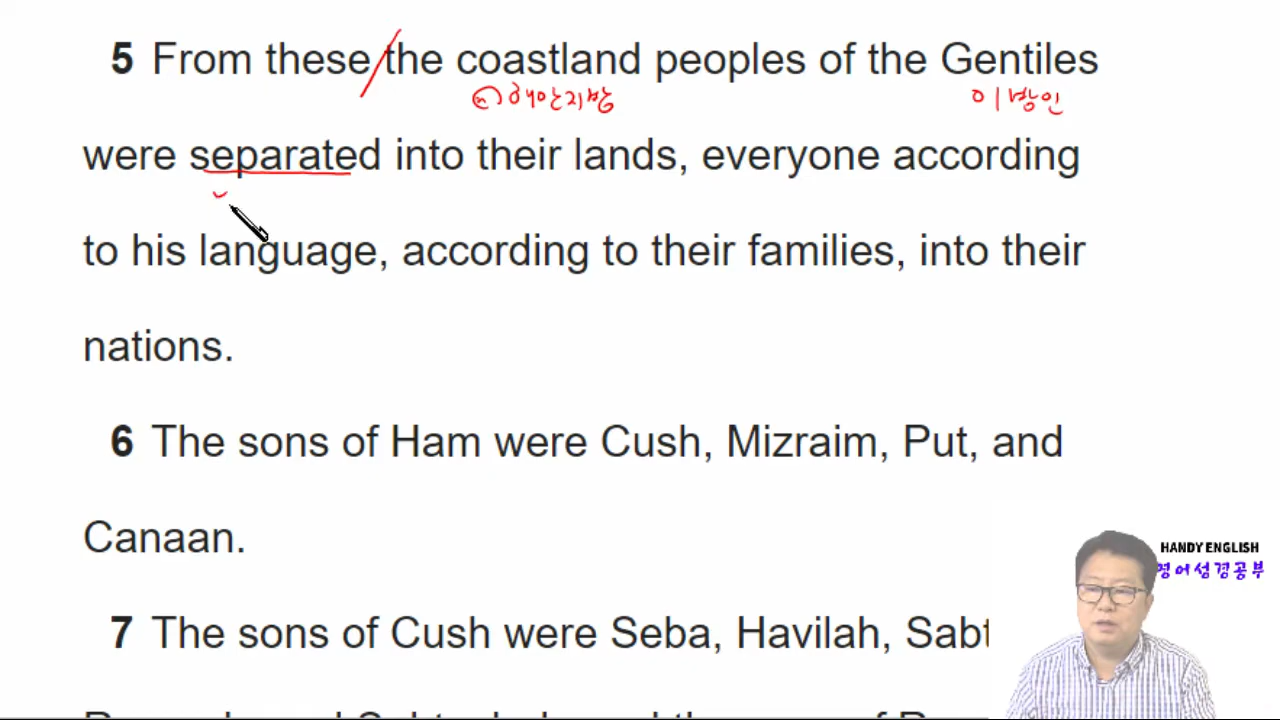 5 From these the coastland peoples of the Gentiles
(n) 해안지방 이방인
were separated into their lands, everyone according
to his language, according to their families, into their
nations.
6 The sons of Ham were Cush, Mizraim, Put, and
Canaan.
HANDY ENGLISH
영어성경공부
7 The sons of Cush were Seba, Havilah, Sabt